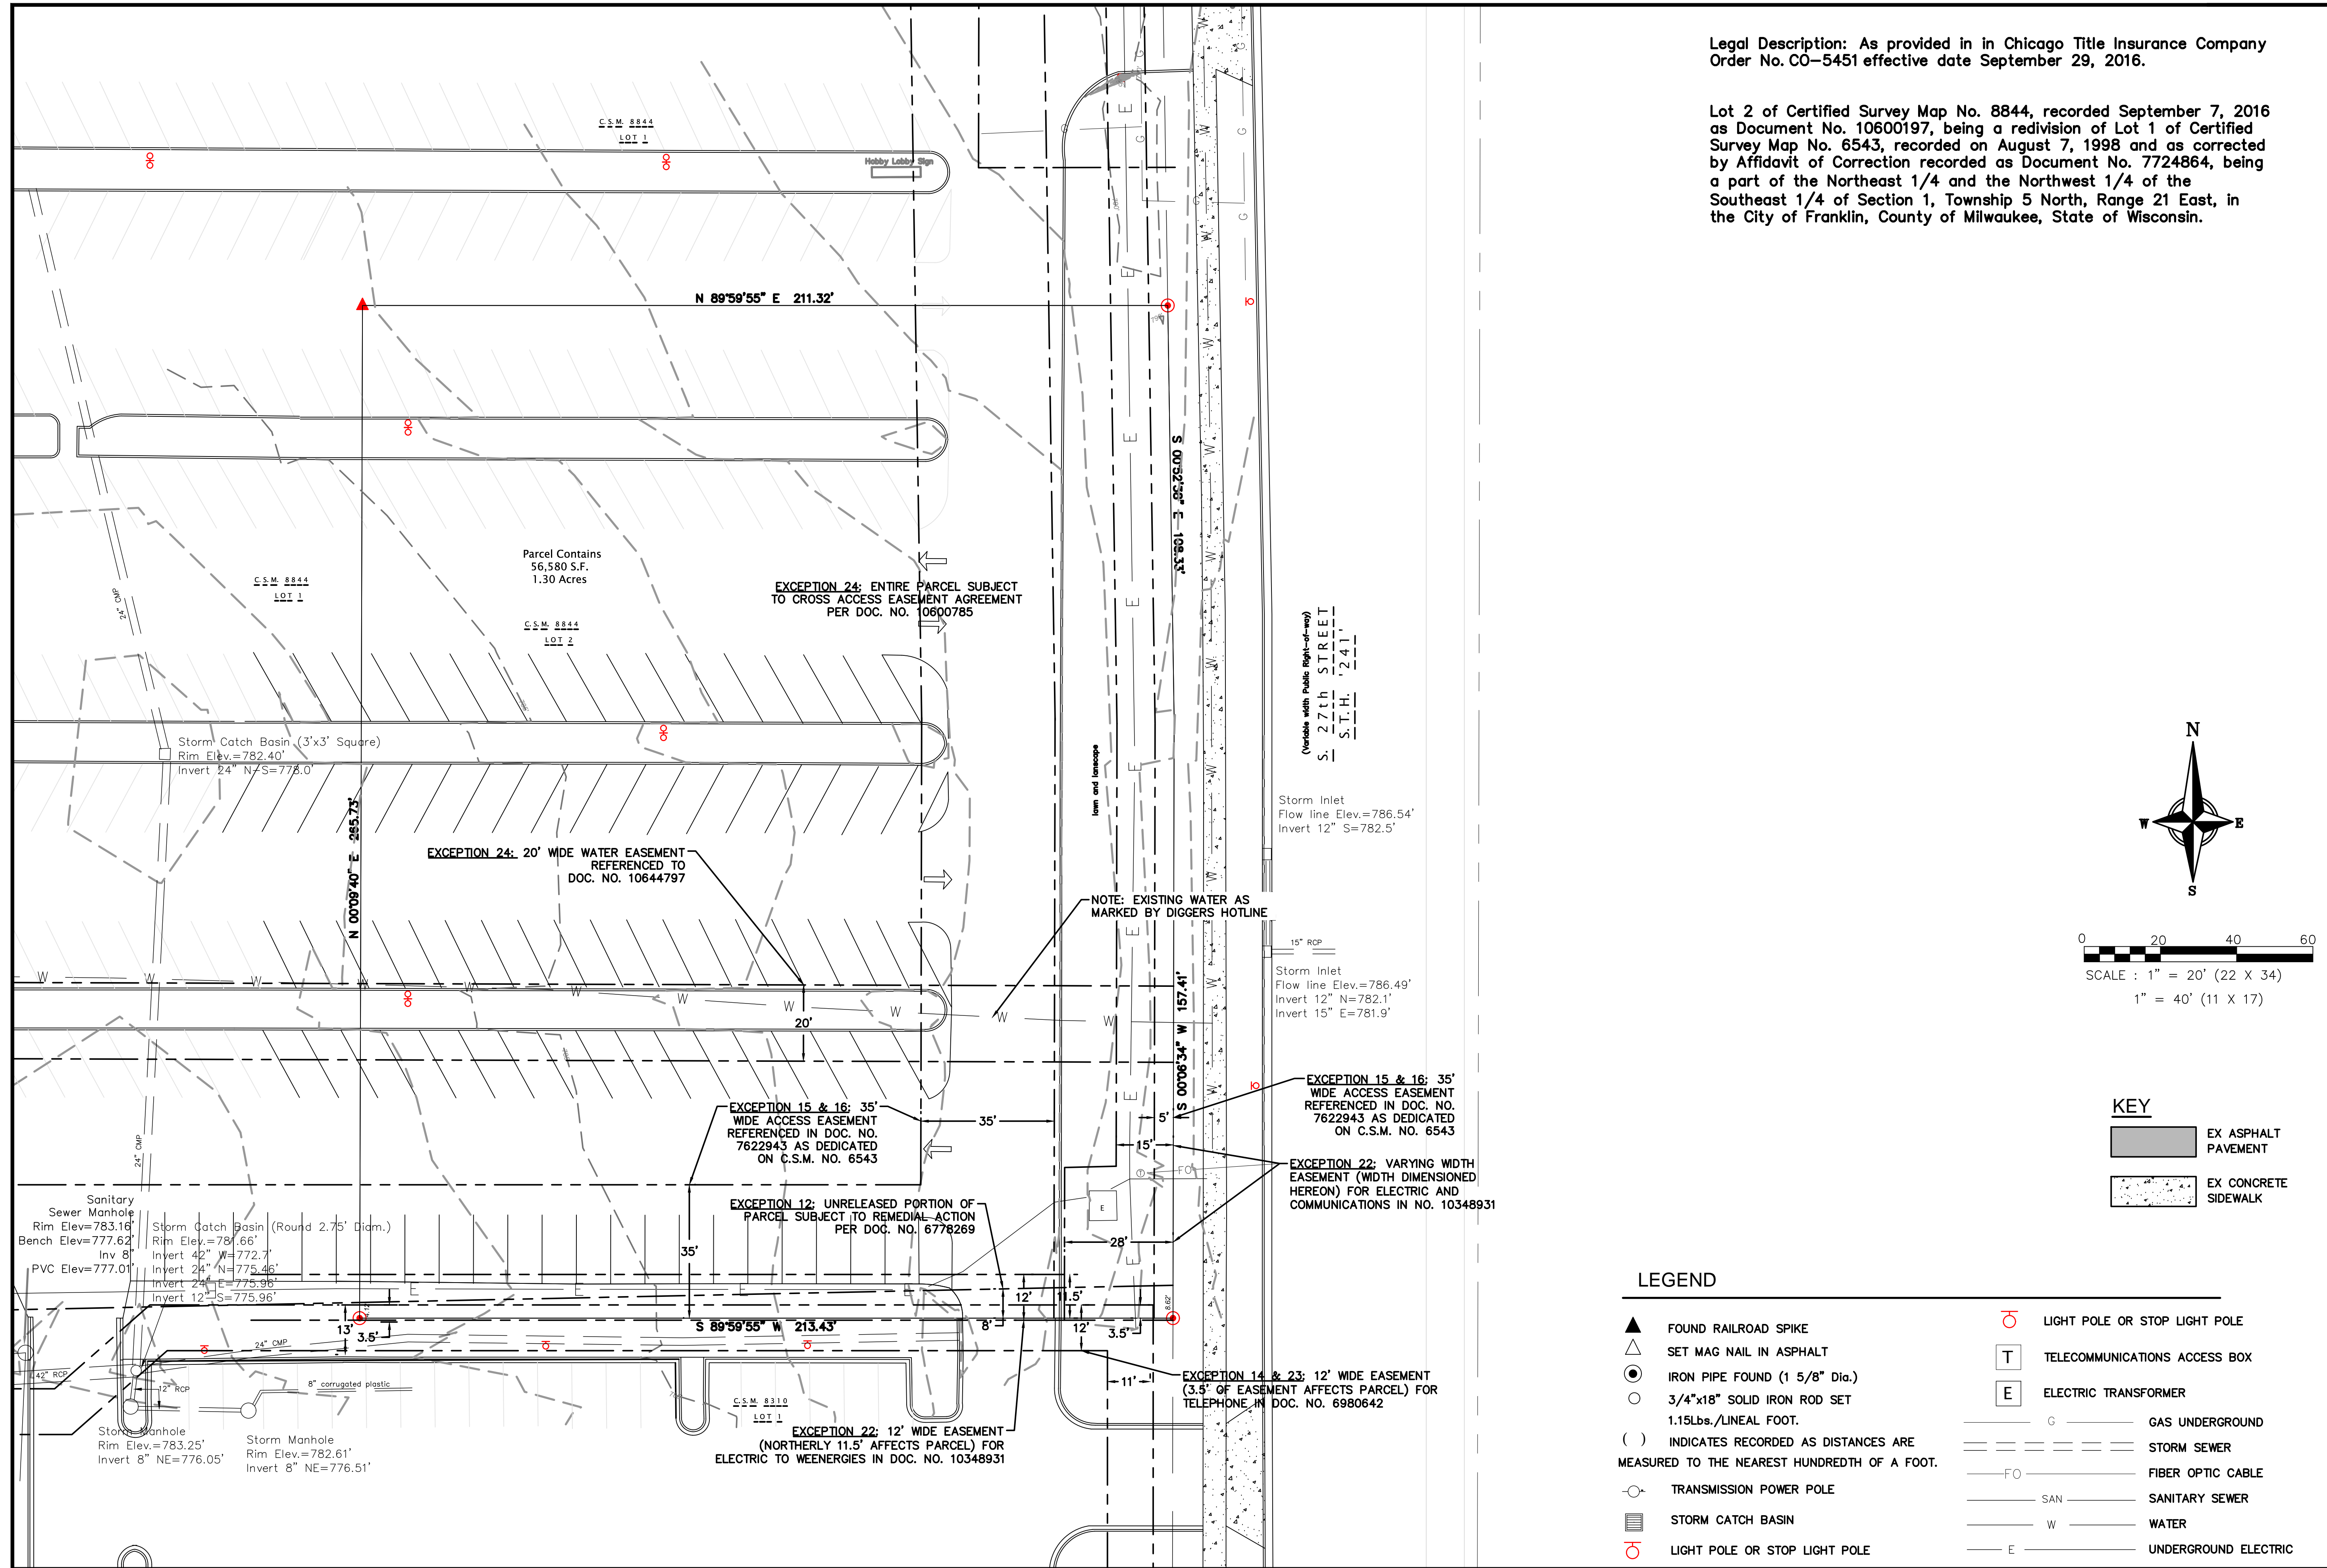 Legal Description: As provided in in Chicago Title Insurance Company
Order No. CO-5451 effective date September 29, 2016.
Lot 2 of Certified Survey Map No. 8844, recorded September 7, 2016
as Document No. 10600197, being a redivision of Lot 1 of Certified
Survey Map No. 6543, recorded on August 7, 1998 and as corrected
by Affidavit of Correction recorded as Document No. 7724864, being
a part of the Northeast 1/4 and the Northwest 1/4 of the
Southeast 1/4 of Section 1, Township 5 North, Range 21 East, in
the City of Franklin, County of Milwaukee, State of Wisconsin.
C.S.M. 8844
LOT 1
Hobby Lobby Sign
N 89°59'55" E 211.32'
S 00°52'38" E 109.33'
24" CMP
C.S.M. 8844
LOT 1
Parcel Contains
56,580 S.F.
1.30 Acres
C.S.M. 8844
LOT 2
EXCEPTION 24: ENTIRE PARCEL SUBJECT
TO CROSS ACCESS EASEMENT AGREEMENT
PER DOC. NO. 10600785
(Variable width Public Right-of-way)
S. 27th STREET
S.T.H. '241'
lawn and lanscape
Storm Catch Basin (3'x3' Square)
Rim Elev.=782.40'
Invert 24" N-S=778.0'
N 00°09'40" E 265.73'
EXCEPTION 24: 20' WIDE WATER EASEMENT
REFERENCED TO
DOC. NO. 10644797
NOTE: EXISTING WATER AS
MARKED BY DIGGERS HOTLINE
Storm Inlet
Flow line Elev.=786.54'
Invert 12" S=782.5'
15" RCP
Storm Inlet
Flow line Elev.=786.49'
Invert 12" N=782.1'
Invert 15" E=781.9'
S 00°06'34" W 157.41'
20'
EXCEPTION 15 & 16: 35'
WIDE ACCESS EASEMENT
REFERENCED IN DOC. NO.
7622943 AS DEDICATED
ON C.S.M. NO. 6543
35'
5'
15'
EXCEPTION 15 & 16: 35'
WIDE ACCESS EASEMENT
REFERENCED IN DOC. NO.
7622943 AS DEDICATED
ON C.S.M. NO. 6543
EXCEPTION 22: VARYING WIDTH
EASEMENT (WIDTH DIMENSIONED
HEREON) FOR ELECTRIC AND
COMMUNICATIONS IN NO. 10348931
EXCEPTION 12: UNRELEASED PORTION OF
PARCEL SUBJECT TO REMEDIAL ACTION
PER DOC. NO. 6778269
24" CMP
Sanitary
Sewer Manhole
Rim Elev=783.16'
Bench Elev=777.62'
Inv 8"
PVC Elev=777.01'
Storm Catch Basin (Round 2.75' Diam.)
Rim Elev.=781.66'
Invert 42" W=772.7'
Invert 24" N=775.46'
Invert 24" E=775.96'
Invert 12" S=775.96'
35'
28'
12'
11.5'
8'
12'
3.5'
8.62'
13'
3.5'
S 89°59'55" W 213.43'
11'
24" CMP
42" RCP
12" RCP
8" corrugated plastic
C.S.M. 8310
LOT 1
EXCEPTION 14 & 23: 12' WIDE EASEMENT
(3.5' OF EASEMENT AFFECTS PARCEL) FOR
TELEPHONE IN DOC. NO. 6980642
EXCEPTION 22: 12' WIDE EASEMENT
(NORTHERLY 11.5' AFFECTS PARCEL) FOR
ELECTRIC TO WEENERGIES IN DOC. NO. 10348931
Storm Manhole
Rim Elev.=783.25'
Invert 8" NE=776.05'
Storm Manhole
Rim Elev.=782.61'
Invert 8" NE=776.51'
N
W E
S
0 20 40 60
SCALE : 1" = 20' (22 X 34)
1" = 40' (11 X 17)
KEY
EX ASPHALT
PAVEMENT
EX CONCRETE
SIDEWALK
LEGEND
FOUND RAILROAD SPIKE
SET MAG NAIL IN ASPHALT
IRON PIPE FOUND (1 5/8" Dia.)
3/4"x18" SOLID IRON ROD SET
1.15Lbs./LINEAL FOOT.
( ) INDICATES RECORDED AS DISTANCES ARE
MEASURED TO THE NEAREST HUNDREDTH OF A FOOT.
TRANSMISSION POWER POLE
STORM CATCH BASIN
LIGHT POLE OR STOP LIGHT POLE
LIGHT POLE OR STOP LIGHT POLE
T TELECOMMUNICATIONS ACCESS BOX
E ELECTRIC TRANSFORMER
G GAS UNDERGROUND
STORM SEWER
FO FIBER OPTIC CABLE
SAN SANITARY SEWER
W WATER
E UNDERGROUND ELECTRIC